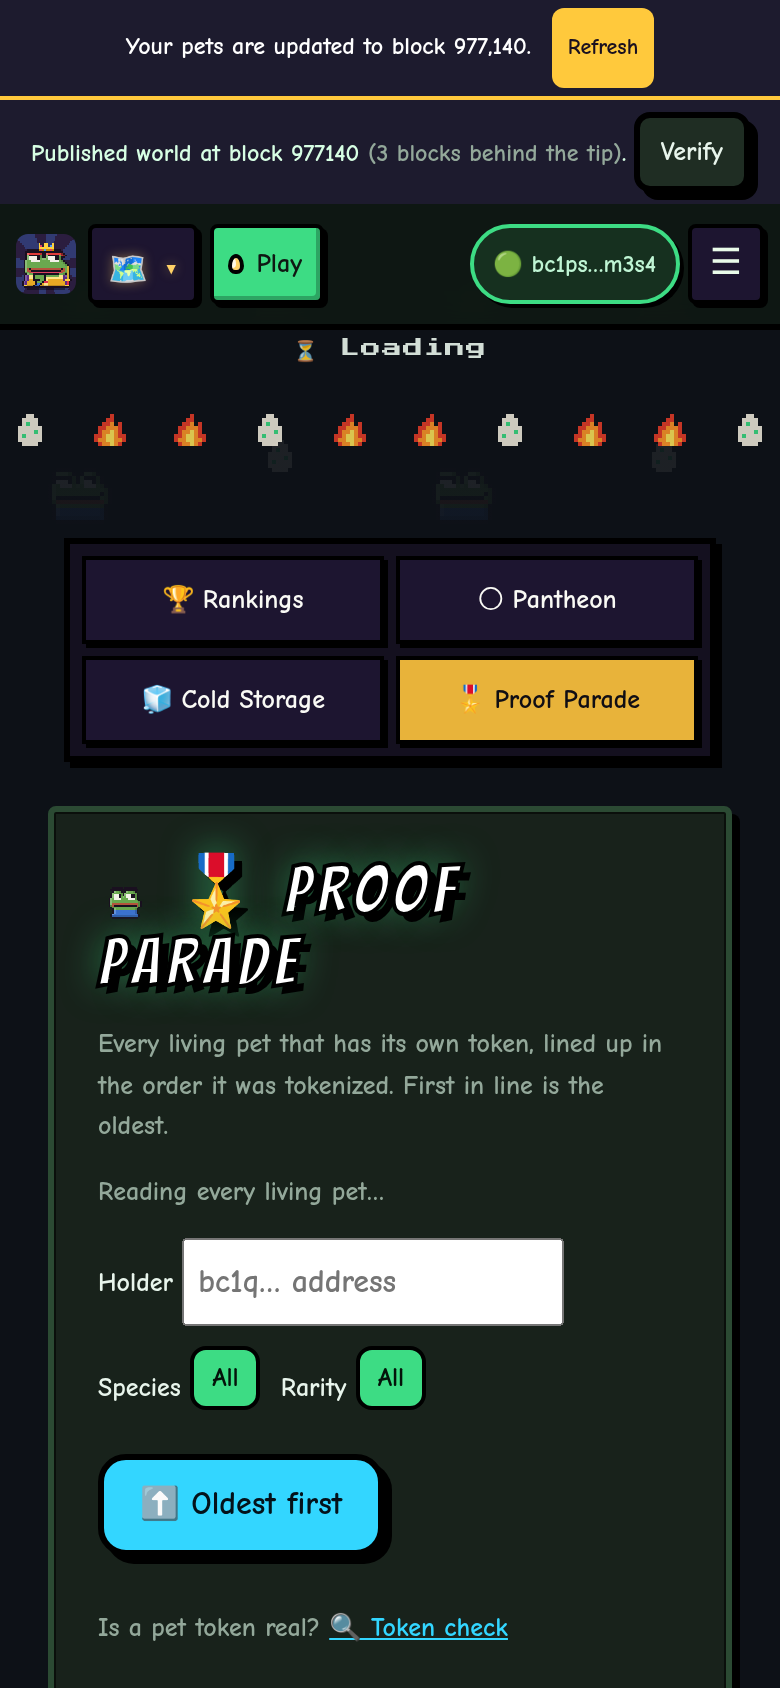 Your pets are updated to block 977,140. Refresh
Published world at block 977140 (3 blocks behind the tip). Verify
Play
bc1ps...m3s4
Loading
Rankings
Pantheon
Cold Storage
Proof Parade
PROOF
PARADE
Every living pet that has its own token, lined up in
the order it was tokenized. First in line is the
oldest.
Reading every living pet...
Holder bc1q... address
Species All Rarity All
Oldest first
Is a pet token real? Token check